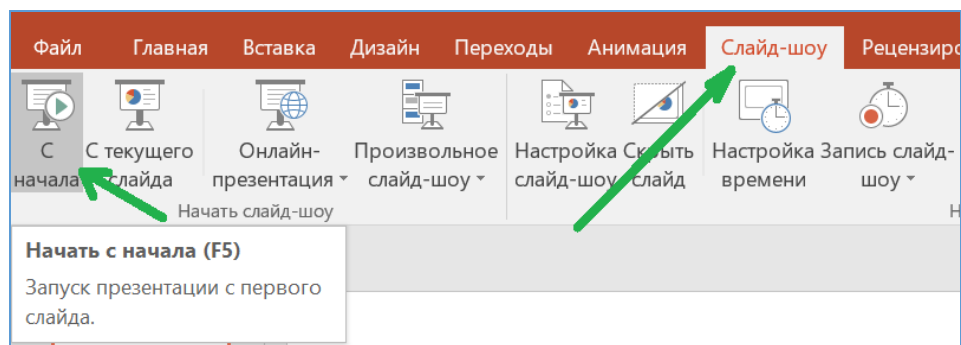 Файл Главная Вставка Дизайн Переходы Анимация Слайд-шоу
С С текущего Онлайн- Произвольное Настройка Скрыть Настройка Запись слайд-
начала слайда презентация слайд-шоу слайд-шоу слайд времени шоу
Начать слайд-шоу
Начать с начала (F5)
Запуск презентации с первого
слайда.